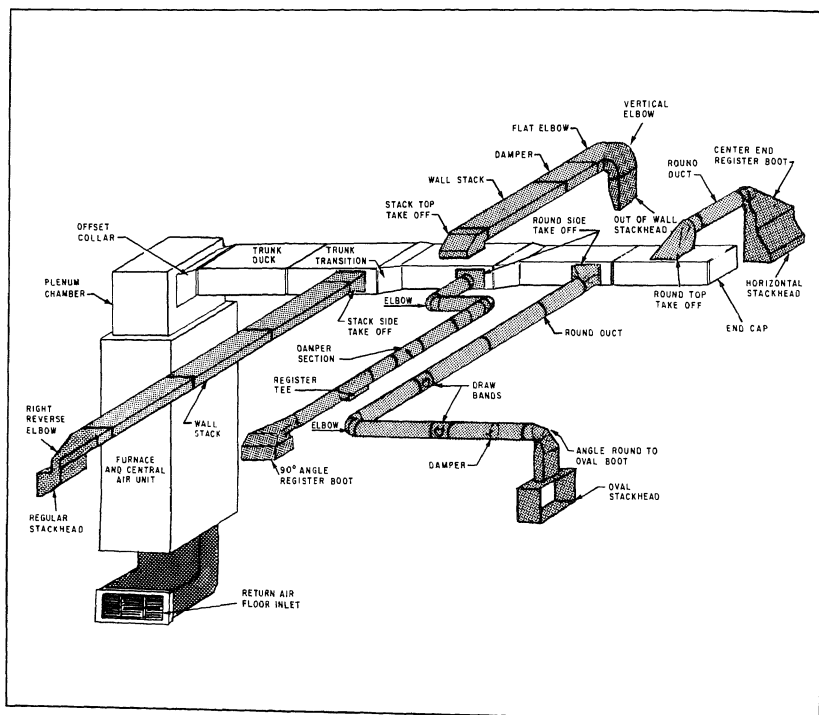 VERTICAL
ELBOW
FLAT ELBOW
DAMPER
WALL STACK
CENTER END
REGISTER BOOT
ROUND
DUCT
STACK TOP
TAKE OFF
OUT OF WALL
STACKHEAD
ROUND SIDE
TAKE OFF
OFFSET
COLLAR
TRUNK
DUCK
TRUNK
TRANSITION
PLENUM
CHAMBER
HORIZONTAL
STACKHEAD
ROUND TOP
TAKE OFF
END CAP
ELBOW
STACK SIDE
TAKE OFF
ROUND DUCT
DAMPER
SECTION
REGISTER
TEE
DRAW
BANDS
RIGHT
REVERSE
ELBOW
WALL
STACK
ELBOW
FURNACE
AND CENTRAL
AIR UNIT
90° ANGLE
REGISTER BOOT
DAMPER
ANGLE ROUND TO
OVAL BOOT
OVAL
STACKHEAD
REGULAR
STACKHEAD
RETURN AIR
FLOOR INLET